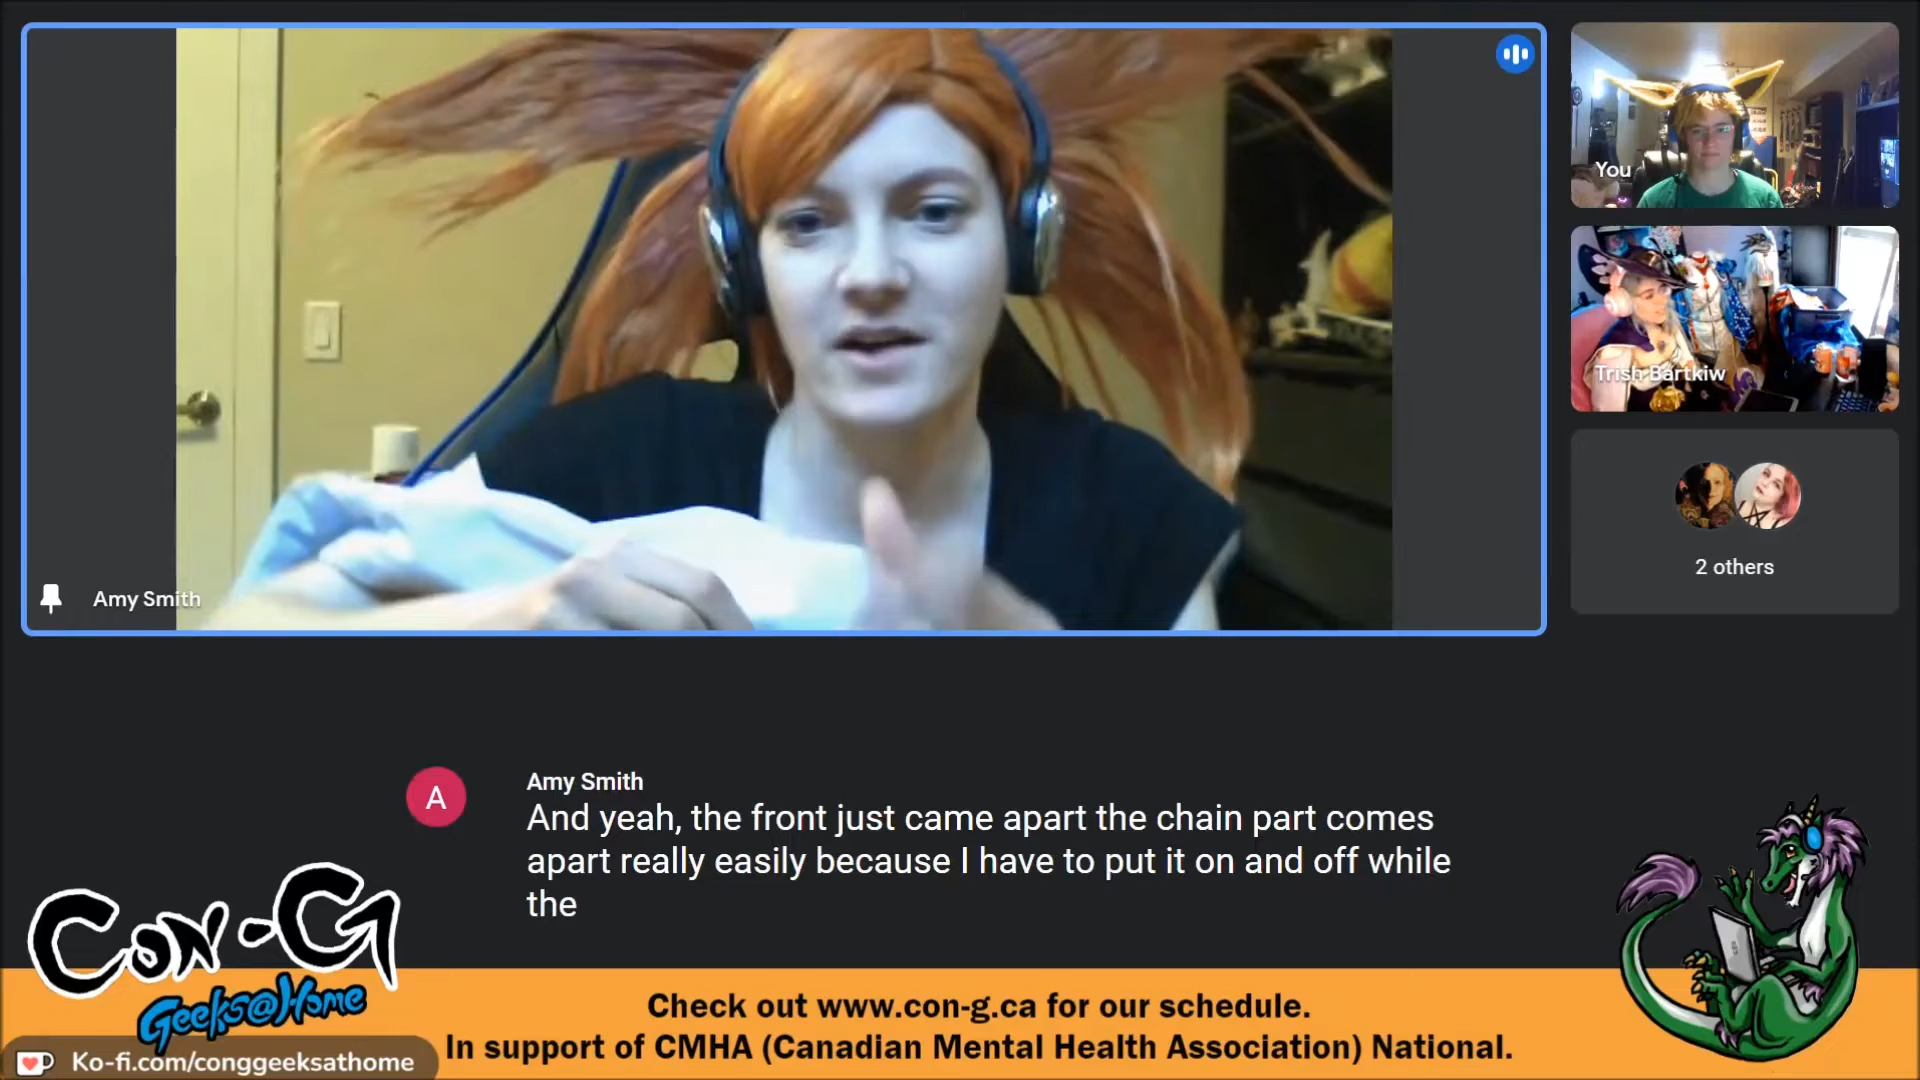 You
Trish Bartkiw
2 others
Amy Smith
A
Amy Smith
And yeah, the front just came apart the chain part comes
apart really easily because I have to put it on and off while
the
Con-G
Geeks@Home
Check out www.con-g.ca for our schedule.
In support of CMHA (Canadian Mental Health Association) National.
Ko-fi.com/conggeeksathome